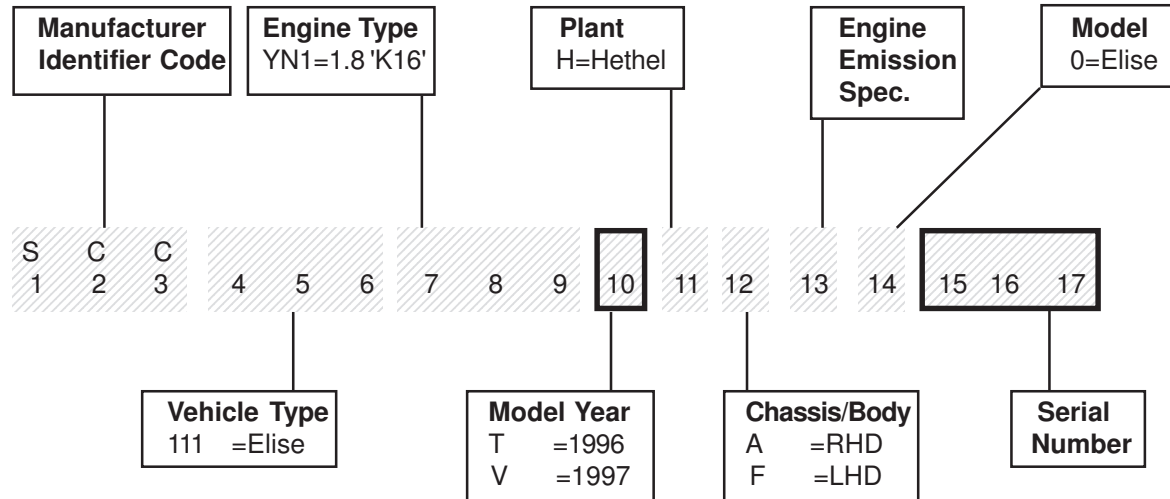 Manufacturer
Identifier Code
Engine Type
YN1=1.8 'K16'
Plant
H=Hethel
Engine
Emission
Spec.
Model
0=Elise
S C C
1 2 3 4 5 6 7 8 9 10 11 12 13 14 15 16 17
Vehicle Type
111 =Elise
Model Year
T =1996
V =1997
Chassis/Body
A =RHD
F =LHD
Serial
Number